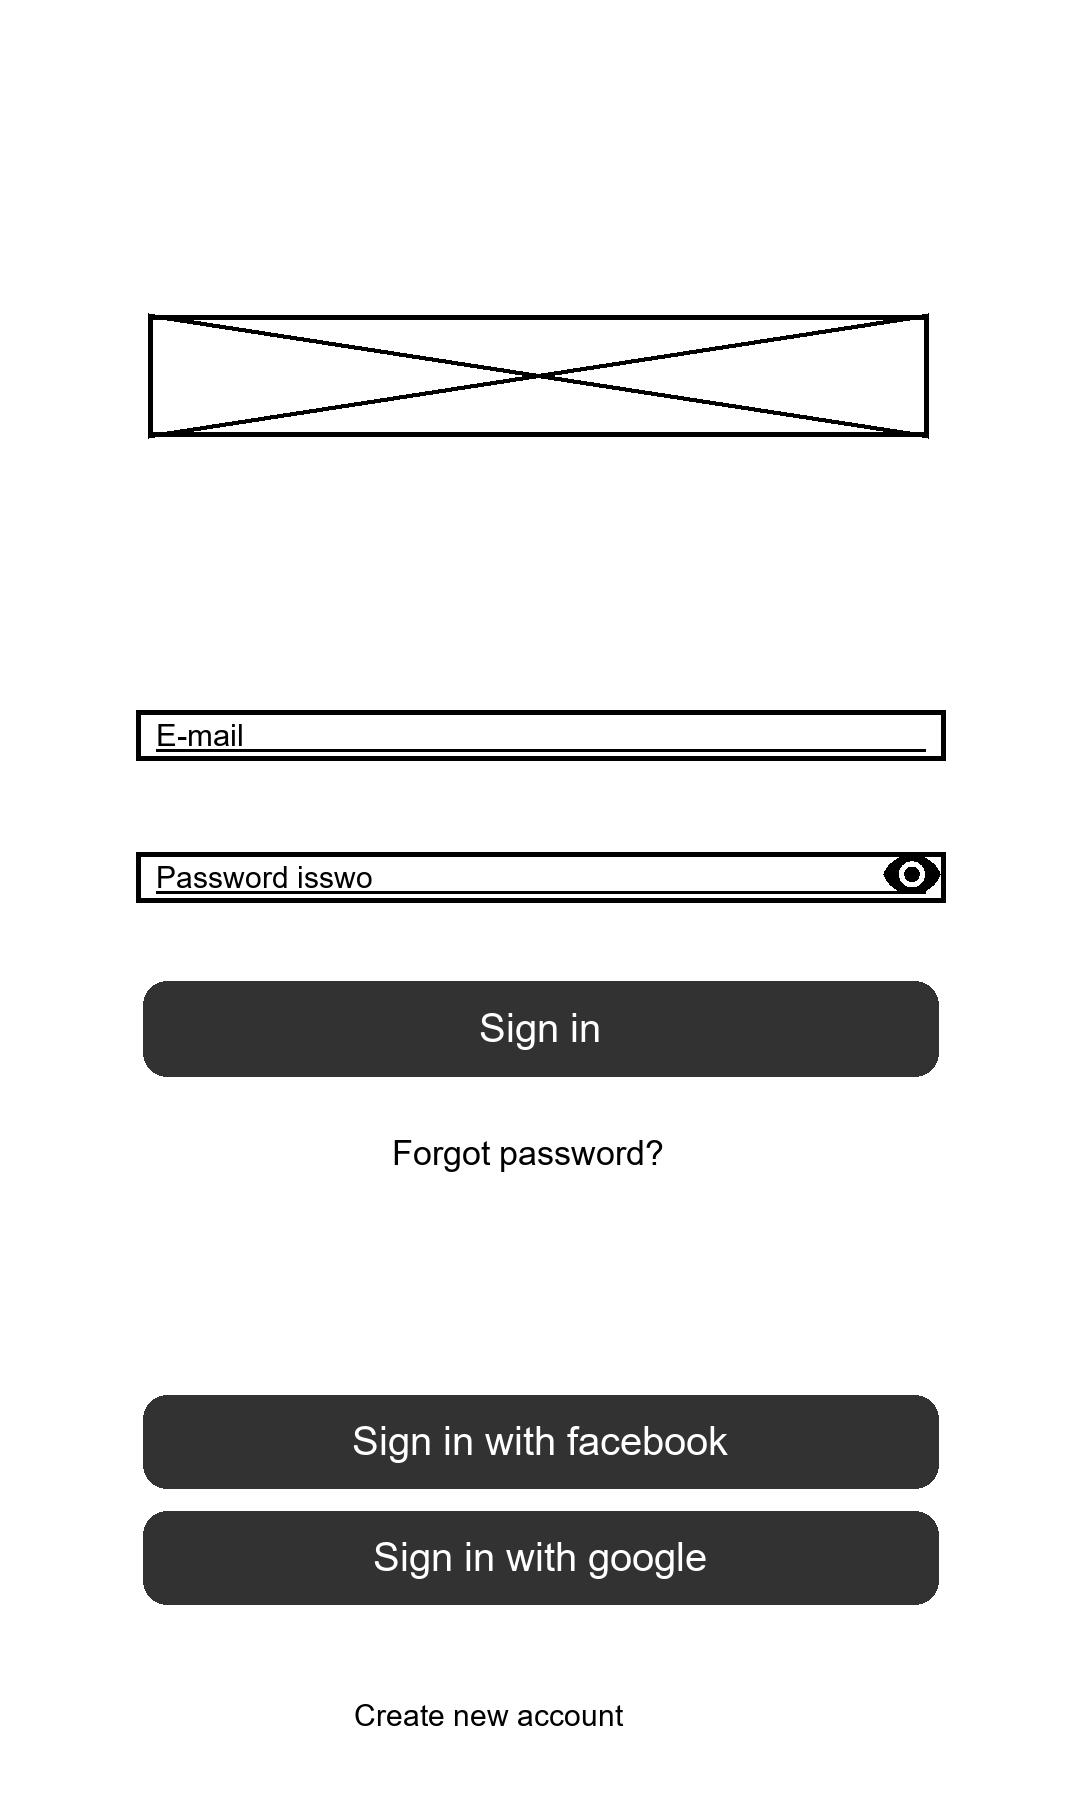 E-mail
Password isswo
Sign in
Forgot password?
Sign in with facebook
Sign in with google
Create new account